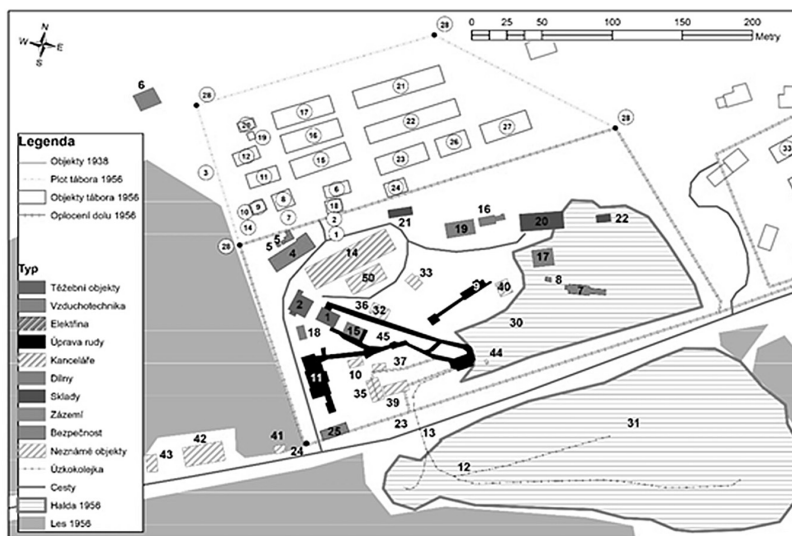 N
W E
S
0 25 50 100 150 200
Metry
28
28
6
21
17
20
19
22
28
16
27
26
33
12
15
23
3
11
6
24
8
10 9
18
7
2
14
1
21
16
20
22
19
28
5 5
4
14
17
50
33
8
7
9
40
2
36
32
1
30
15
18
45
44
37
10
11
35
39
23
25
13
31
41
24
42
43
12
Legenda
Objekty 1938
Plot tábora 1956
Objekty tábora 1956
Oplocení dolu 1956
Typ
Těžební objekty
Vzduchotechnika
Elektřina
Úprava rudy
Kanceláře
Dílny
Sklady
Zázemí
Bezpečnost
Neznámé objekty
Úzkokolejka
Cesty
Halda 1956
Les 1956